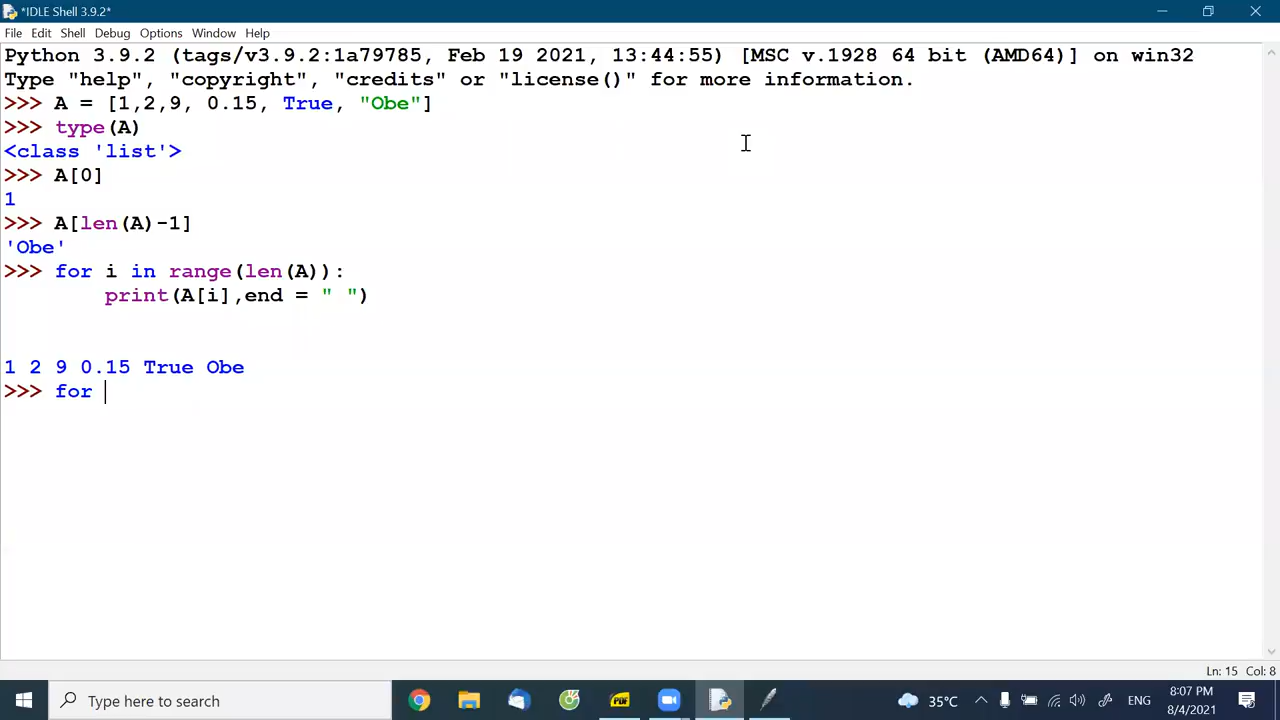 *IDLE Shell 3.9.2*
File Edit Shell Debug Options Window Help
Python 3.9.2 (tags/v3.9.2:1a79785, Feb 19 2021, 13:44:55) [MSC v.1928 64 bit (AMD64)] on win32
Type "help", "copyright", "credits" or "license()" for more information.
>>> A = [1,2,9, 0.15, True, "Obe"]
>>> type(A)
<class 'list'>
>>> A[0]
1
>>> A[len(A)-1]
'Obe'
>>> for i in range(len(A)):
        print(A[i],end = " ")
1 2 9 0.15 True Obe
>>> for
Ln: 15 Col: 8
Type here to search
PDF
35°C
ENG
8:07 PM
8/4/2021